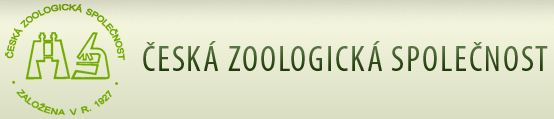 ČESKÁ ZOOLOGICKÁ SPOLEČNOST
• ZALOŽENA V R. 1927 •
ČESKÁ ZOOLOGICKÁ SPOLEČNOST